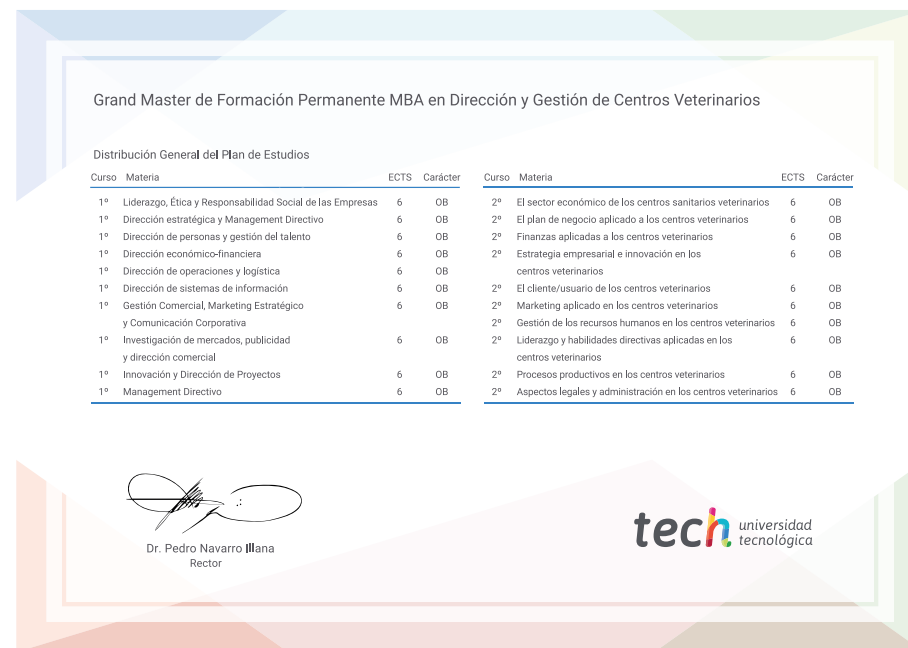 Grand Master de Formación Permanente MBA en Dirección y Gestión de Centros Veterinarios
Distribución General del Plan de Estudios
Curso Materia ECTS Carácter
1º Liderazgo, Ética y Responsabilidad Social de las Empresas 6 OB
1º Dirección estratégica y Management Directivo 6 OB
1º Dirección de personas y gestión del talento 6 OB
1º Dirección económico-financiera 6 OB
1º Dirección de operaciones y logística 6 OB
1º Dirección de sistemas de información 6 OB
1º Gestión Comercial, Marketing Estratégico 6 OB
y Comunicación Corporativa
1º Investigación de mercados, publicidad 6 OB
y dirección comercial
1º Innovación y Dirección de Proyectos 6 OB
1º Management Directivo 6 OB
Curso Materia ECTS Carácter
2º El sector económico de los centros sanitarios veterinarios 6 OB
2º El plan de negocio aplicado a los centros veterinarios 6 OB
2º Finanzas aplicadas a los centros veterinarios 6 OB
2º Estrategia empresarial e innovación en los 6 OB
centros veterinarios
2º El cliente/usuario de los centros veterinarios 6 OB
2º Marketing aplicado en los centros veterinarios 6 OB
2º Gestión de los recursos humanos en los centros veterinarios 6 OB
2º Liderazgo y habilidades directivas aplicadas en los 6 OB
centros veterinarios
2º Procesos productivos en los centros veterinarios 6 OB
2º Aspectos legales y administración en los centros veterinarios 6 OB
Dr. Pedro Navarro Illana
Rector
tech universidad
tecnológica